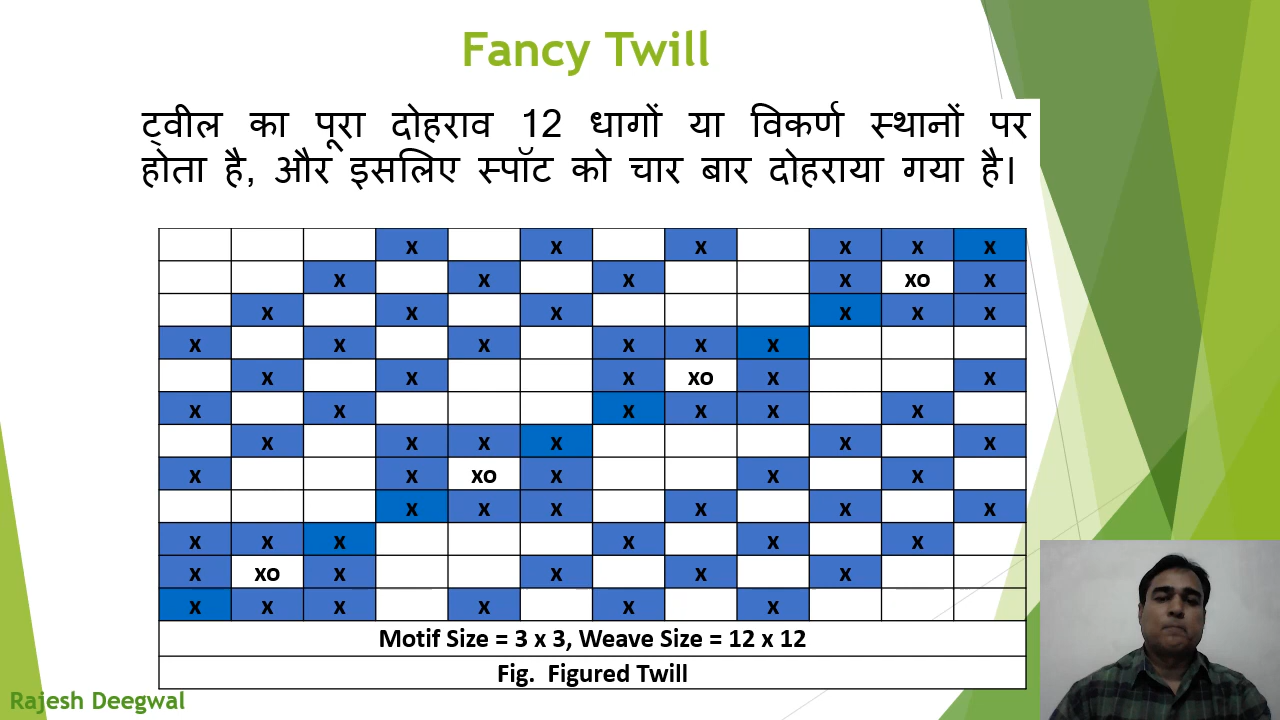 Fancy Twill
ट्वील का पूरा दोहराव 12 धागों या विकर्ण स्थानों पर
होता है, और इसलिए स्पॉट को चार बार दोहराया गया है।
x x x x x x
x x x x xo x
x x x x x x
x x x x x x
x x x xo x x
x x x x x x
x x x x x x
x x xo x x x
x x x x x x
x x x x x x
x xo x x x x
x x x x x x
Motif Size = 3 x 3, Weave Size = 12 x 12
Fig. Figured Twill
Rajesh Deegwal